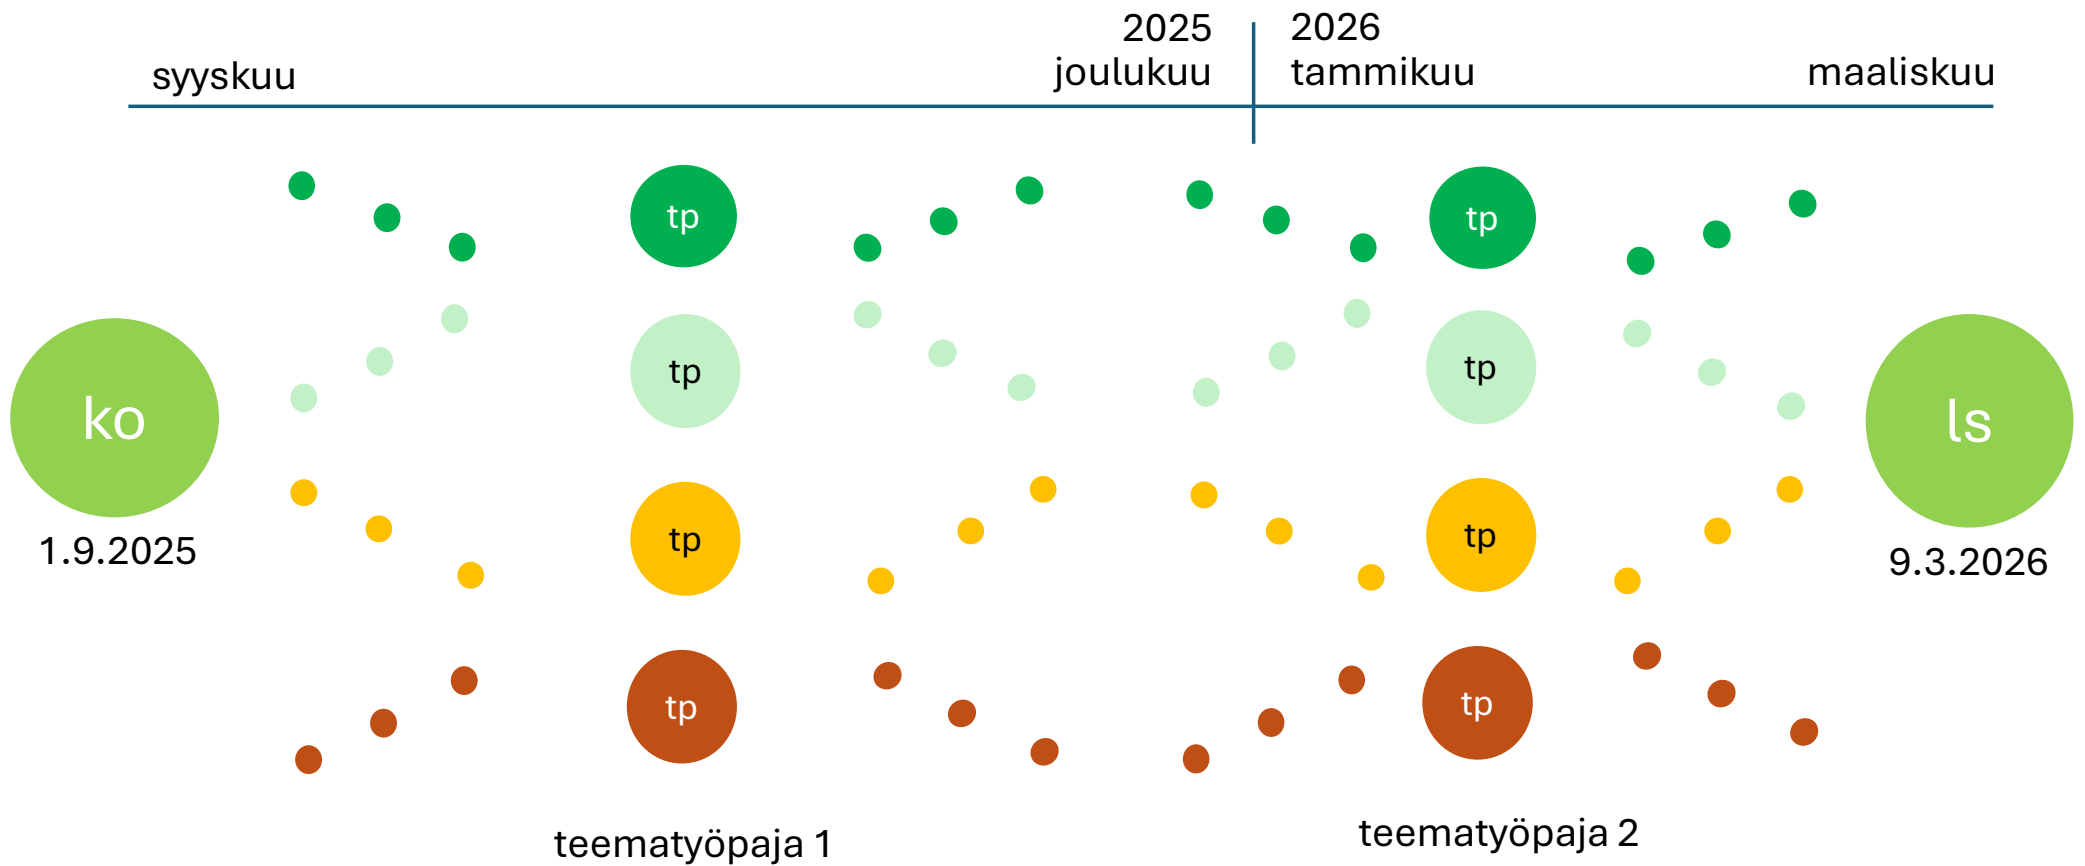 2025
2026
syyskuu
joulukuu
tammikuu
maaliskuu
tp
tp
tp
tp
ko
ls
1.9.2025
9.3.2026
tp
tp
tp
tp
teematyöpaja 1
teematyöpaja 2